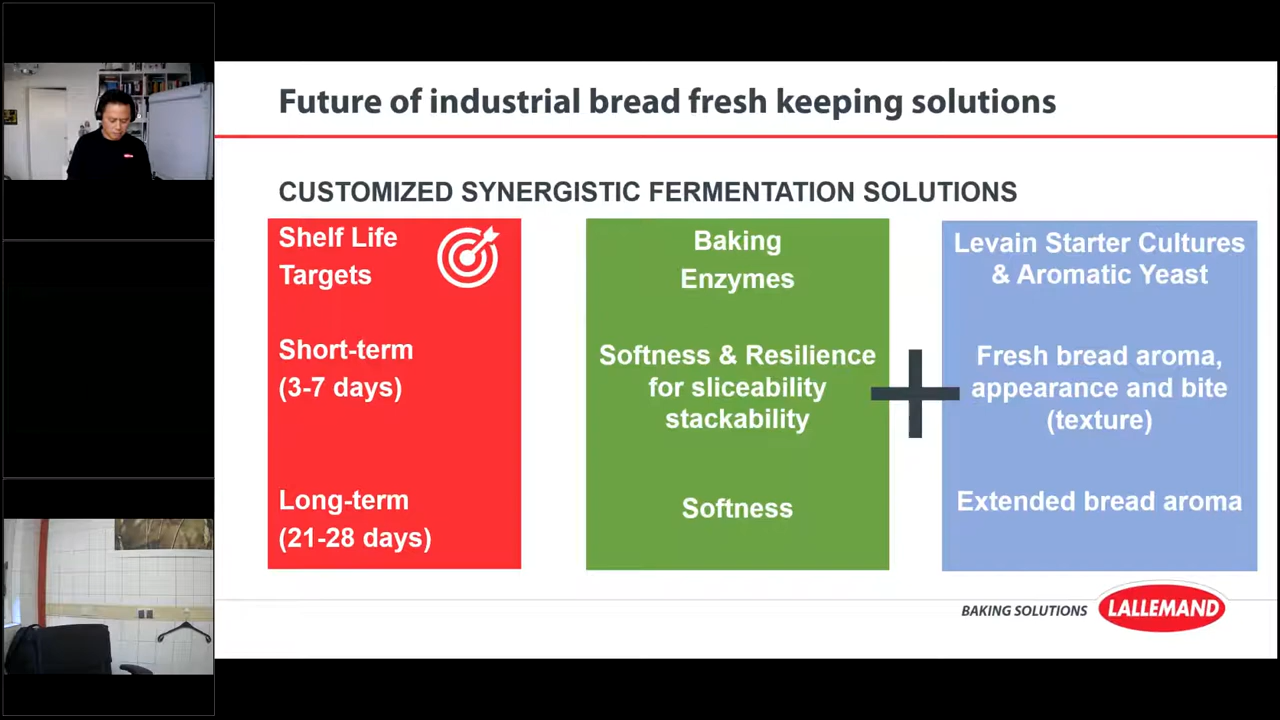 Future of industrial bread fresh keeping solutions
CUSTOMIZED SYNERGISTIC FERMENTATION SOLUTIONS
Shelf Life
Targets
Short-term
(3-7 days)
Long-term
(21-28 days)
Baking
Enzymes
Softness & Resilience
for sliceability
stackability
Softness
Levain Starter Cultures
& Aromatic Yeast
Fresh bread aroma,
appearance and bite
(texture)
Extended bread aroma
BAKING SOLUTIONS
LALLEMAND